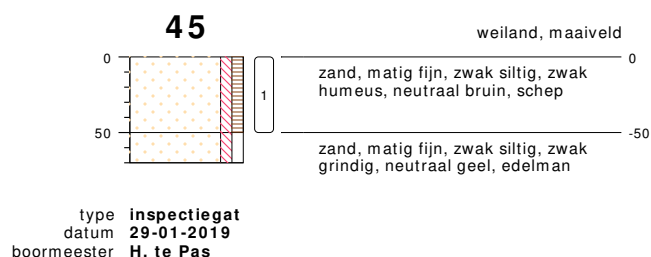 45
weiland, maaiveld
0
0
zand, matig fijn, zwak siltig, zwak
humeus, neutraal bruin, schep
1
50
-50
zand, matig fijn, zwak siltig, zwak
grindig, neutraal geel, edelman
type inspectiegat
datum 29-01-2019
boormeester H. te Pas